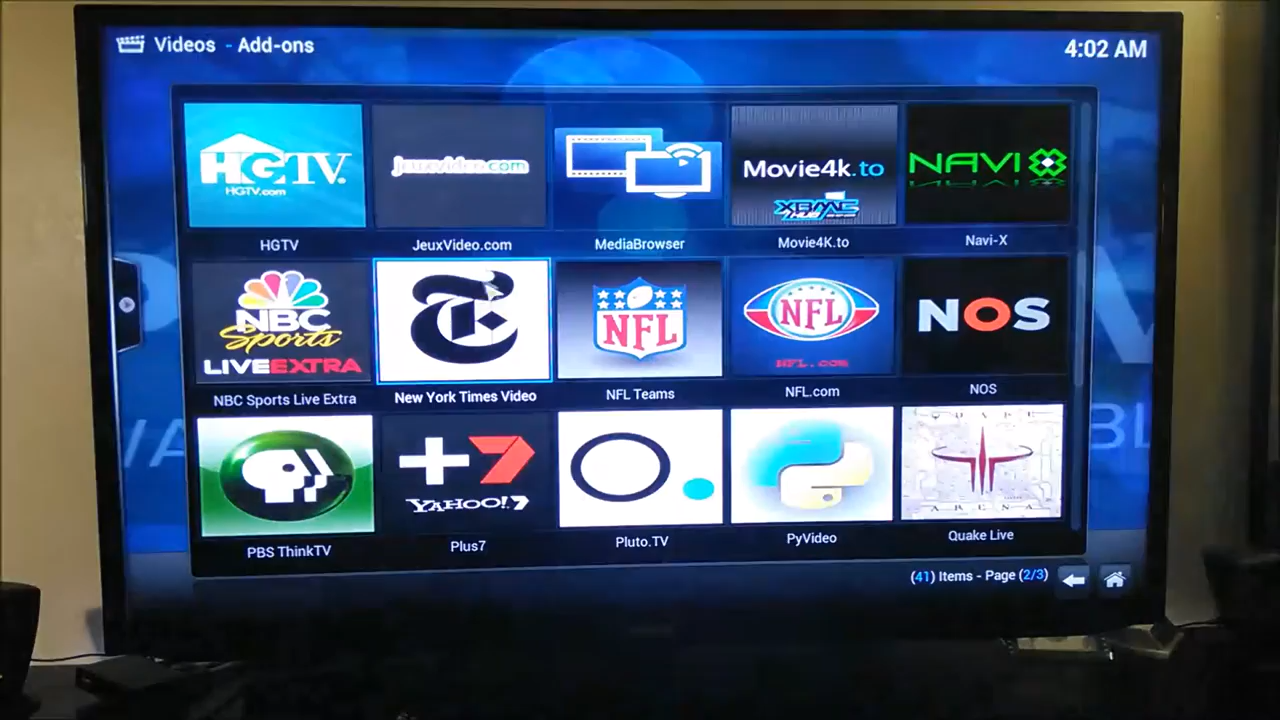 Videos - Add-ons
4:02 AM
HGTV
HGTV.com
jeuxvideo.com
Movie4k.to
XBMC
HUB
NAVI
HGTV
JeuxVideo.com
MediaBrowser
Movie4K.to
Navi-X
NBC
Sports
LIVEEXTRA
T
NFL
NFL
NFL.COM
NOS
NBC Sports Live Extra
New York Times Video
NFL Teams
NFL.com
NOS
+7
YAHOO!7
QUAKE
ARENA
PBS ThinkTV
Plus7
Pluto.TV
PyVideo
Quake Live
(41) Items - Page (2/3)